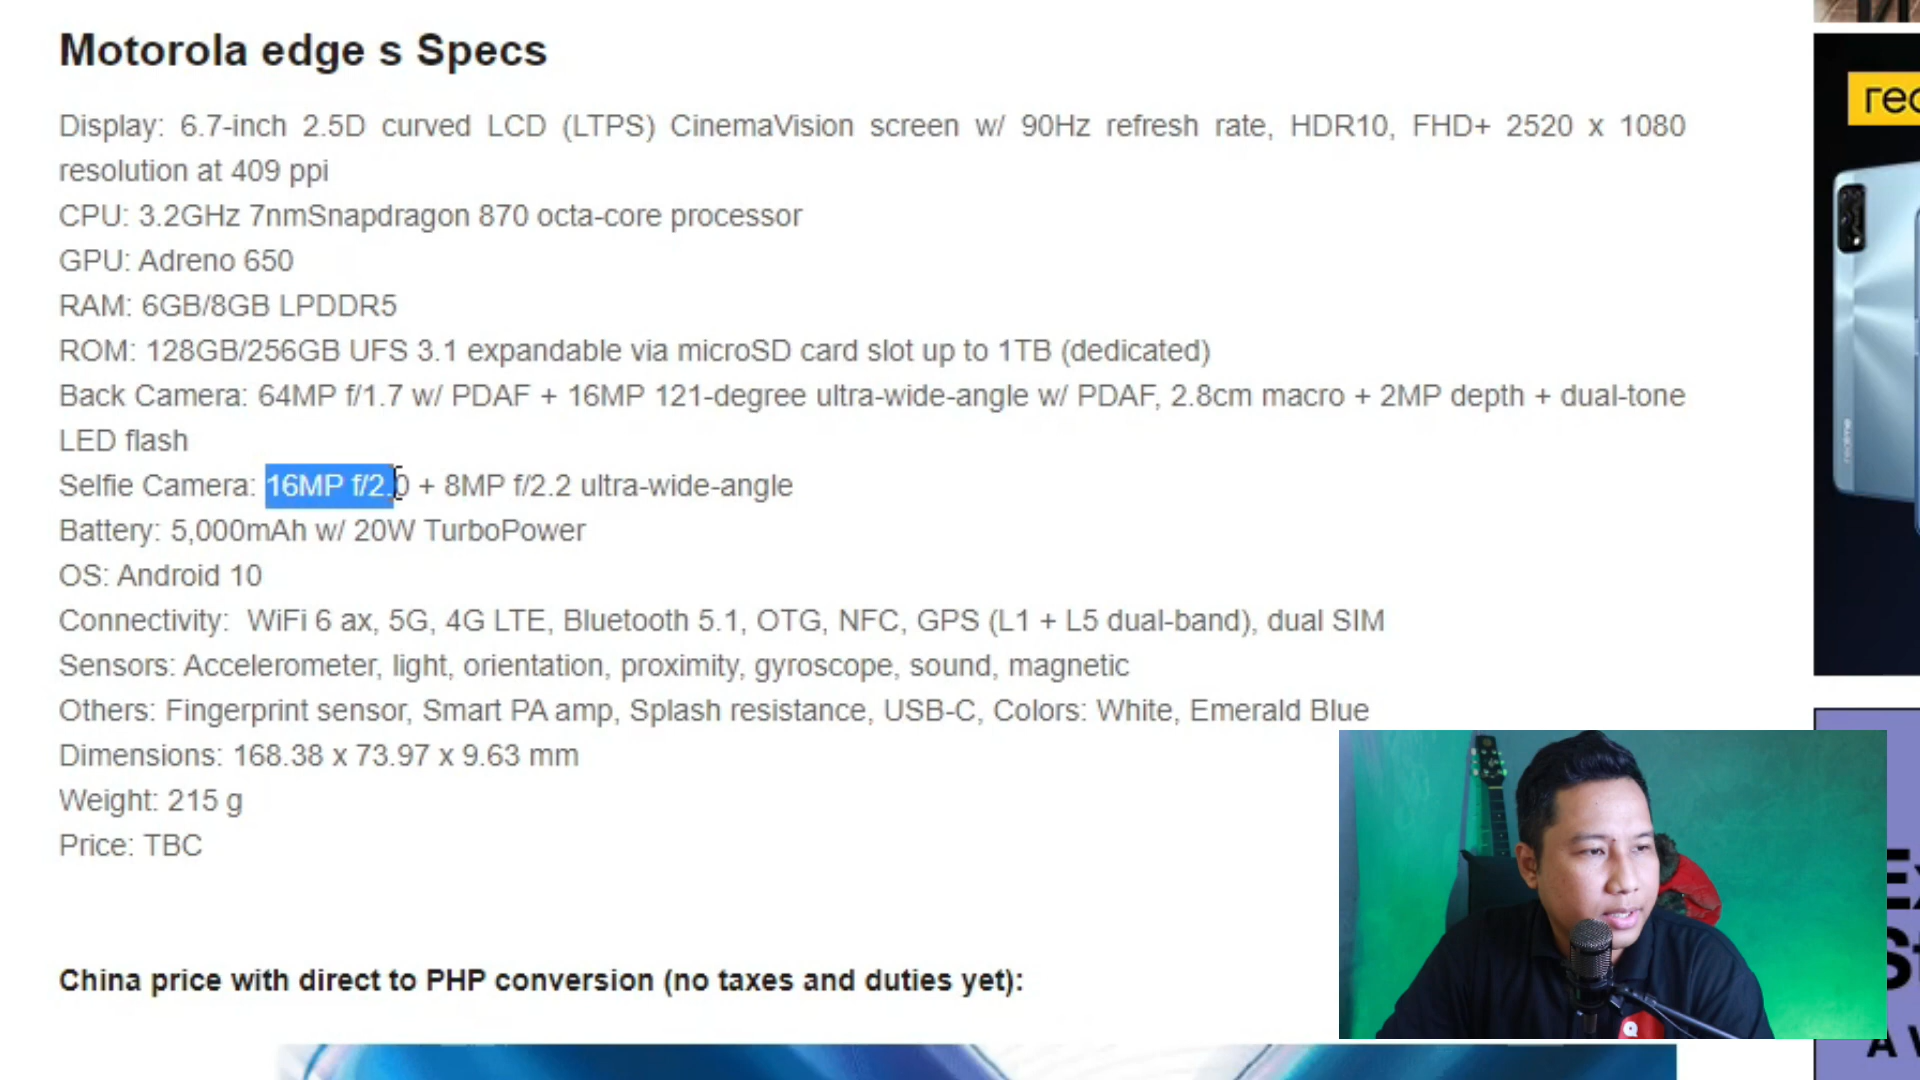 Motorola edge s Specs
Display: 6.7-inch 2.5D curved LCD (LTPS) CinemaVision screen w/ 90Hz refresh rate, HDR10, FHD+ 2520 x 1080
resolution at 409 ppi
CPU: 3.2GHz 7nmSnapdragon 870 octa-core processor
GPU: Adreno 650
RAM: 6GB/8GB LPDDR5
ROM: 128GB/256GB UFS 3.1 expandable via microSD card slot up to 1TB (dedicated)
Back Camera: 64MP f/1.7 w/ PDAF + 16MP 121-degree ultra-wide-angle w/ PDAF, 2.8cm macro + 2MP depth + dual-tone
LED flash
Selfie Camera: 16MP f/2.0 + 8MP f/2.2 ultra-wide-angle
Battery: 5,000mAh w/ 20W TurboPower
OS: Android 10
Connectivity: WiFi 6 ax, 5G, 4G LTE, Bluetooth 5.1, OTG, NFC, GPS (L1 + L5 dual-band), dual SIM
Sensors: Accelerometer, light, orientation, proximity, gyroscope, sound, magnetic
Others: Fingerprint sensor, Smart PA amp, Splash resistance, USB-C, Colors: White, Emerald Blue
Dimensions: 168.38 x 73.97 x 9.63 mm
Weight: 215 g
Price: TBC
China price with direct to PHP conversion (no taxes and duties yet):
realme